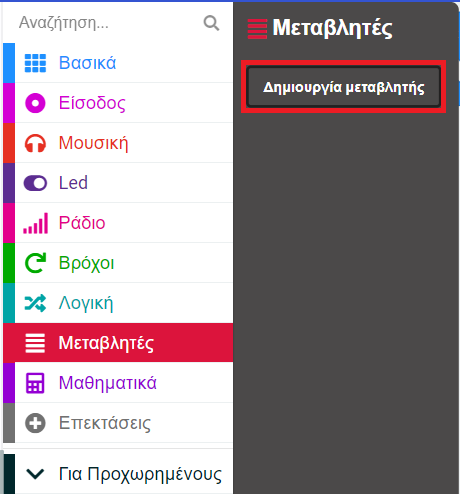 Αναζήτηση...
Βασικά
Είσοδος
Μουσική
Led
Ράδιο
Βρόχοι
Λογική
Μεταβλητές
Μαθηματικά
Επεκτάσεις
Για Προχωρημένους
Μεταβλητές
Δημιουργία μεταβλητής